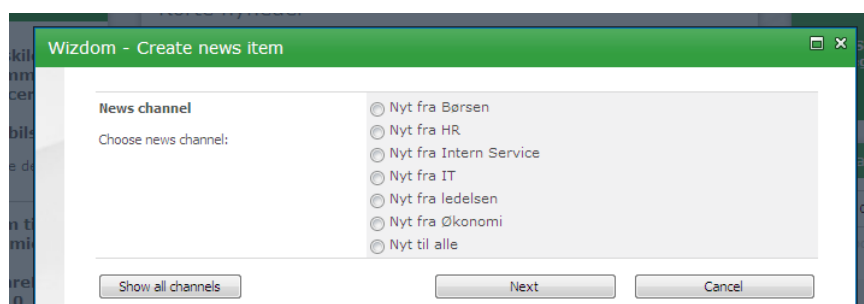 Wizdom - Create news item
News channel
Choose news channel:
Nyt fra Børsen
Nyt fra HR
Nyt fra Intern Service
Nyt fra IT
Nyt fra ledelsen
Nyt fra Økonomi
Nyt til alle
Show all channels
Next
Cancel